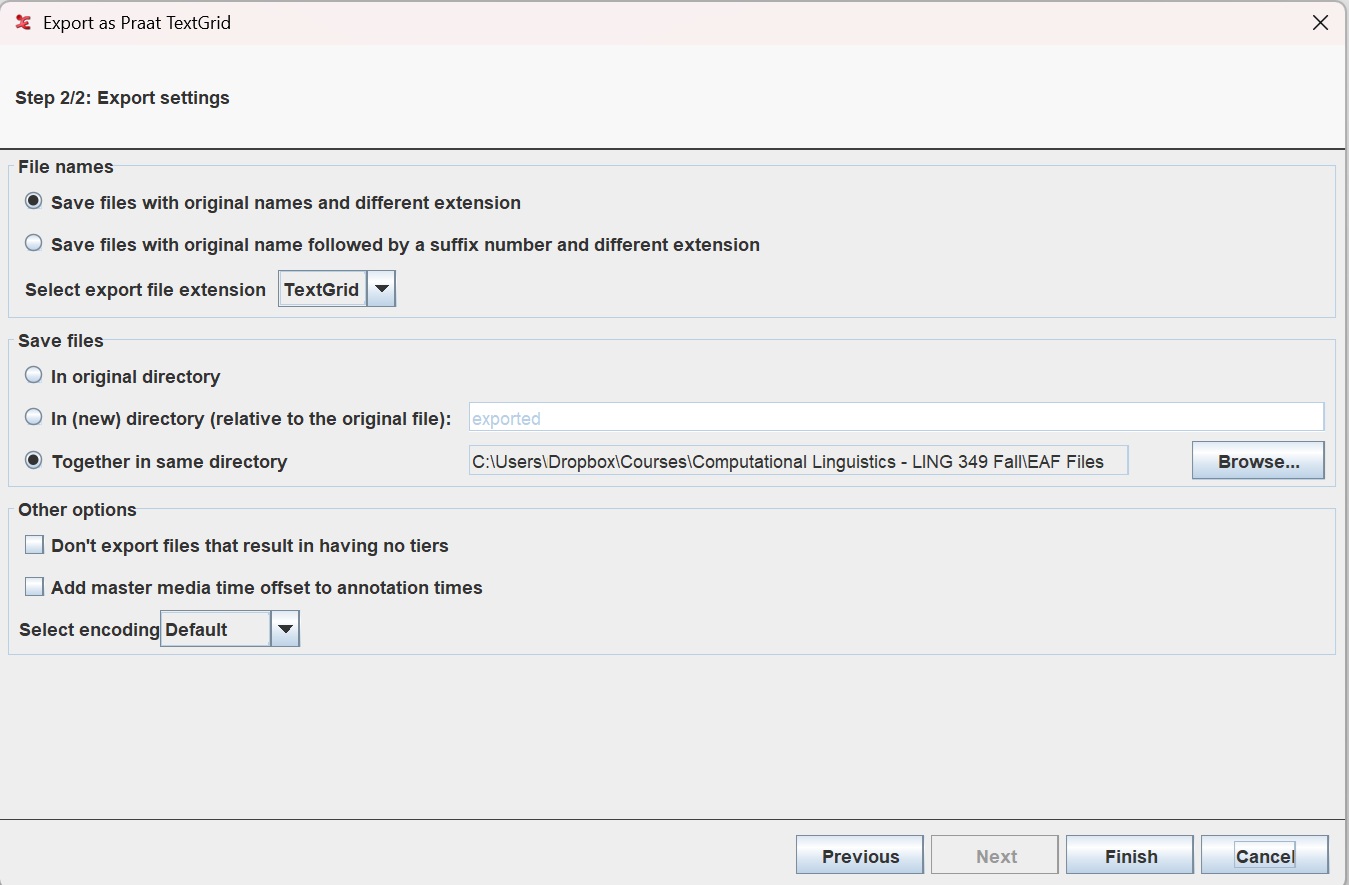 Export as Praat TextGrid
Step 2/2: Export settings
File names
Save files with original names and different extension
Save files with original name followed by a suffix number and different extension
Select export file extension TextGrid
Save files
In original directory
In (new) directory (relative to the original file): exported
Together in same directory C:\Users\Dropbox\Courses\Computational Linguistics - LING 349 Fall\EAF Files Browse...
Other options
Don't export files that result in having no tiers
Add master media time offset to annotation times
Select encoding Default
Previous Next Finish Cancel